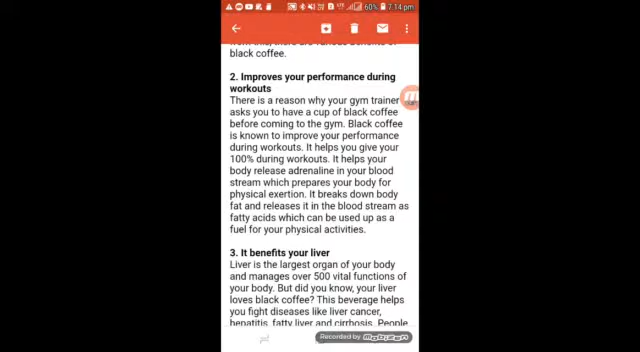 LTE 60% 7:14 pm
black coffee.
2. Improves your performance during
workouts
There is a reason why your gym trainer
asks you to have a cup of black coffee
before coming to the gym. Black coffee
is known to improve your performance
during workouts. It helps you give your
100% during workouts. It helps your
body release adrenaline in your blood
stream which prepares your body for
physical exertion. It breaks down body
fat and releases it in the blood stream as
fatty acids which can be used up as a
fuel for your physical activities.
3. It benefits your liver
Liver is the largest organ of your body
and manages over 500 vital functions of
your body. But did you know, your liver
loves black coffee? This beverage helps
you fight diseases like liver cancer,
hepatitis, fatty liver and cirrhosis. People
Recorded by mobizen